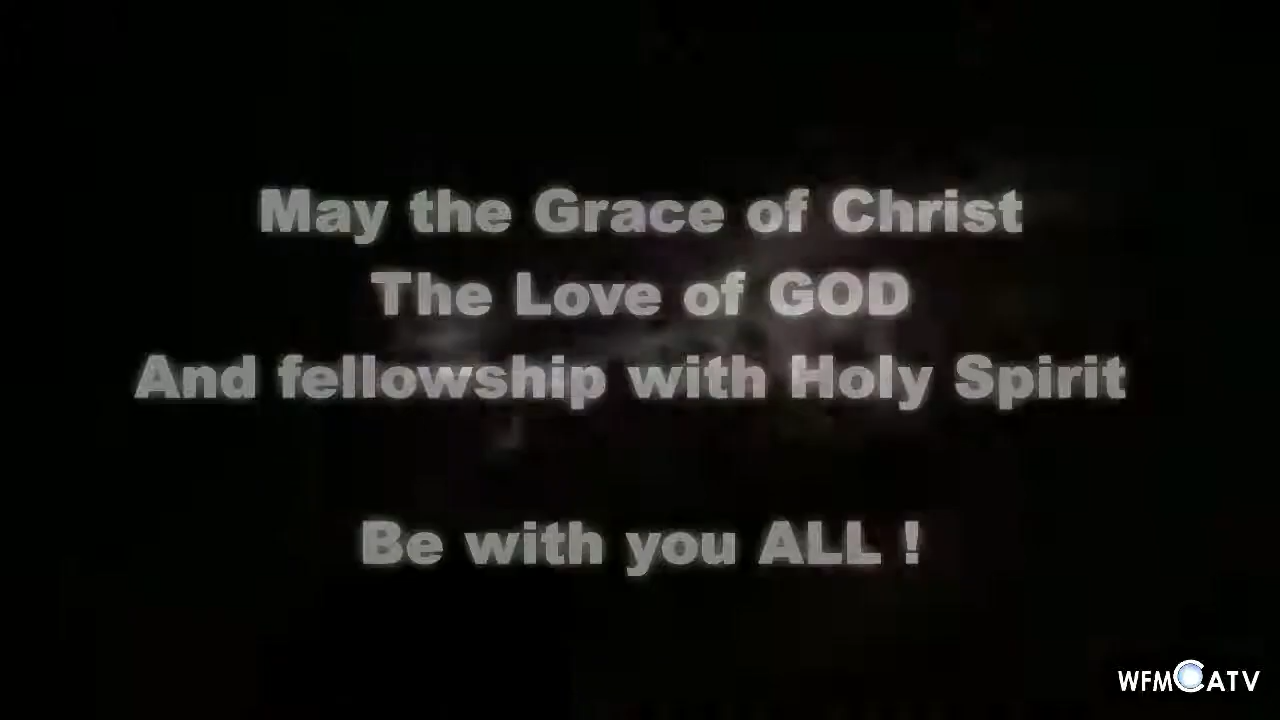 May the Grace of Christ
The Love of GOD
And fellowship with Holy Spirit
Be with you ALL !
WFMCATV